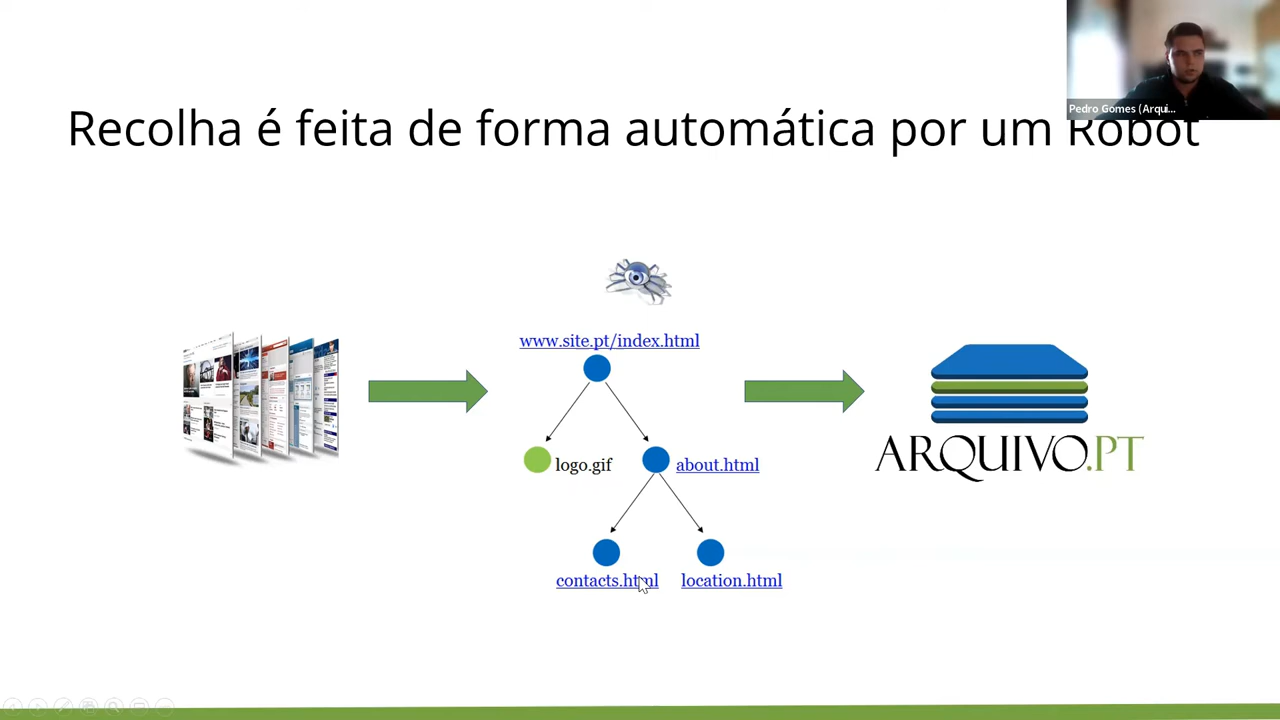 Pedro Gomes (Arqui...
Recolha é feita de forma automática por um Robot
www.site.pt/index.html
logo.gif
about.html
contacts.html
location.html
ARQUIVO.PT